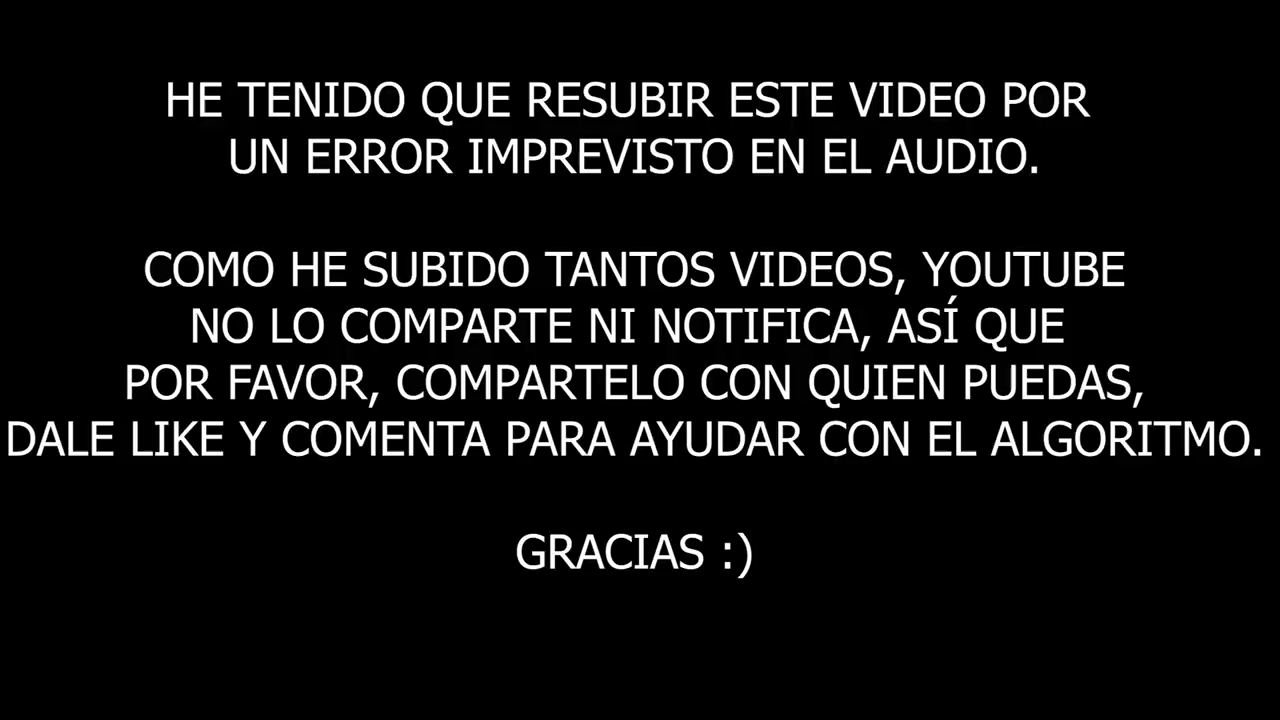 HE TENIDO QUE RESUBIR ESTE VIDEO POR
UN ERROR IMPREVISTO EN EL AUDIO.
COMO HE SUBIDO TANTOS VIDEOS, YOUTUBE
NO LO COMPARTE NI NOTIFICA, ASÍ QUE
POR FAVOR, COMPARTELO CON QUIEN PUEDAS,
DALE LIKE Y COMENTA PARA AYUDAR CON EL ALGORITMO.
GRACIAS :)